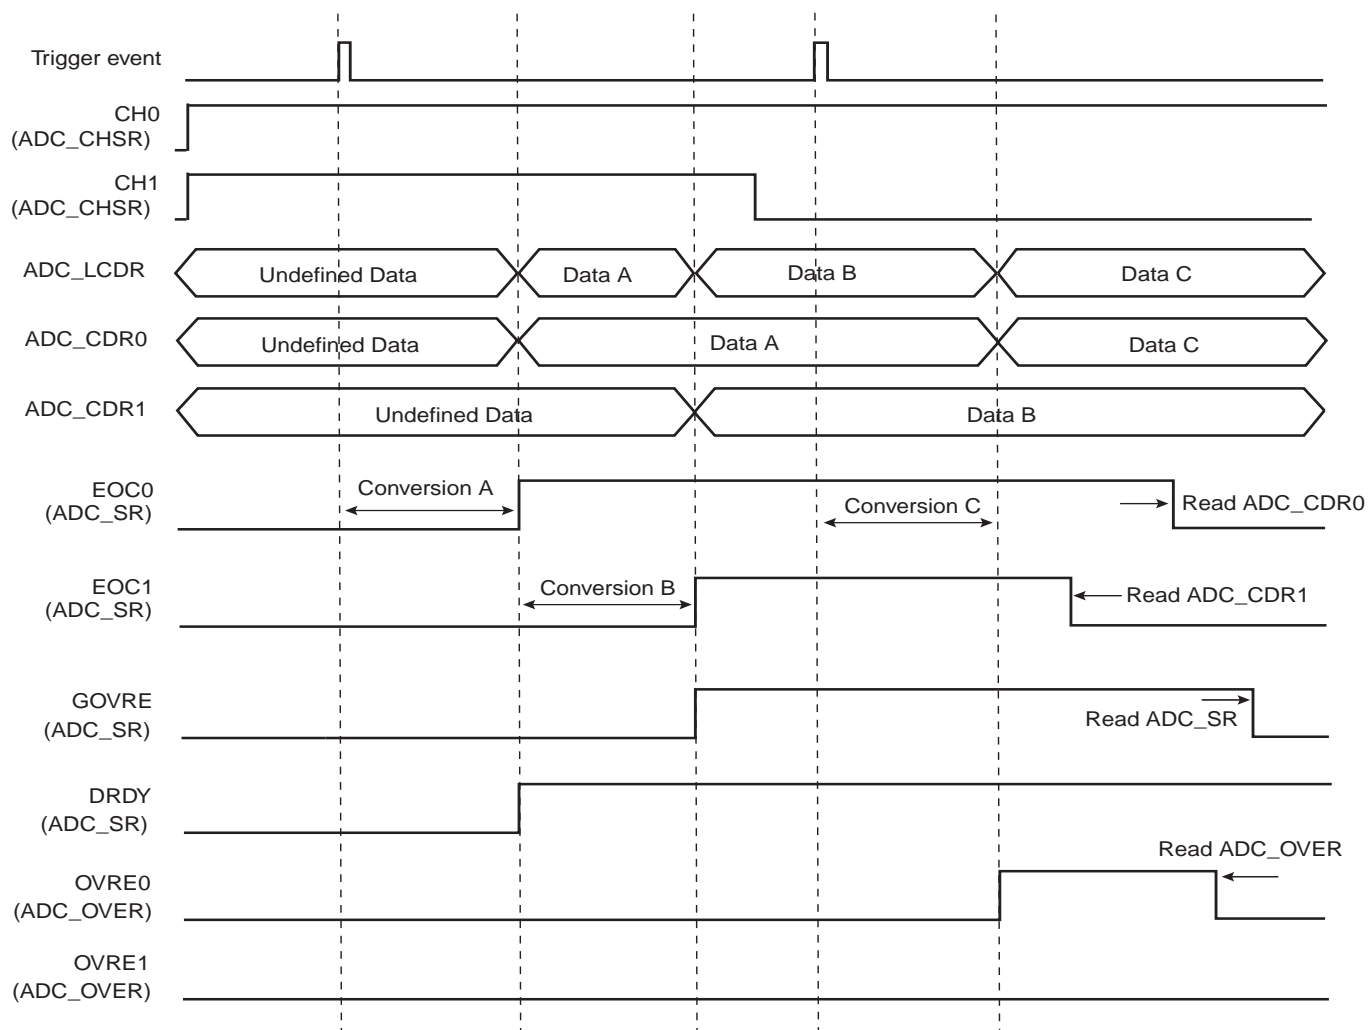 Trigger event
CH0
(ADC_CHSR)
CH1
(ADC_CHSR)
ADC_LCDR
Undefined Data
Data A
Data B
Data C
ADC_CDR0
Undefined Data
Data A
Data C
ADC_CDR1
Undefined Data
Data B
EOC0
(ADC_SR)
Conversion A
Conversion C
Read ADC_CDR0
EOC1
(ADC_SR)
Conversion B
Read ADC_CDR1
GOVRE
(ADC_SR)
Read ADC_SR
DRDY
(ADC_SR)
Read ADC_OVER
OVRE0
(ADC_OVER)
OVRE1
(ADC_OVER)